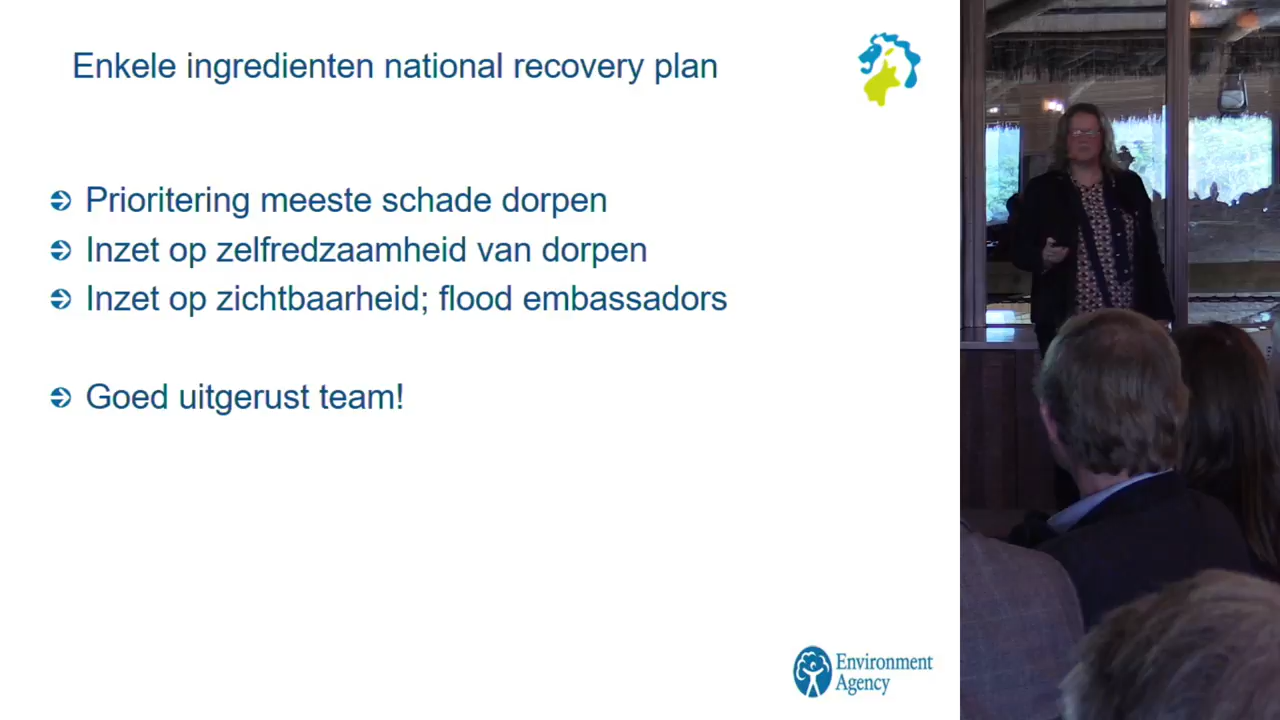 Enkele ingredienten national recovery plan
Prioritering meeste schade dorpen
Inzet op zelfredzaamheid van dorpen
Inzet op zichtbaarheid; flood embassadors
Goed uitgerust team!
Environment
Agency